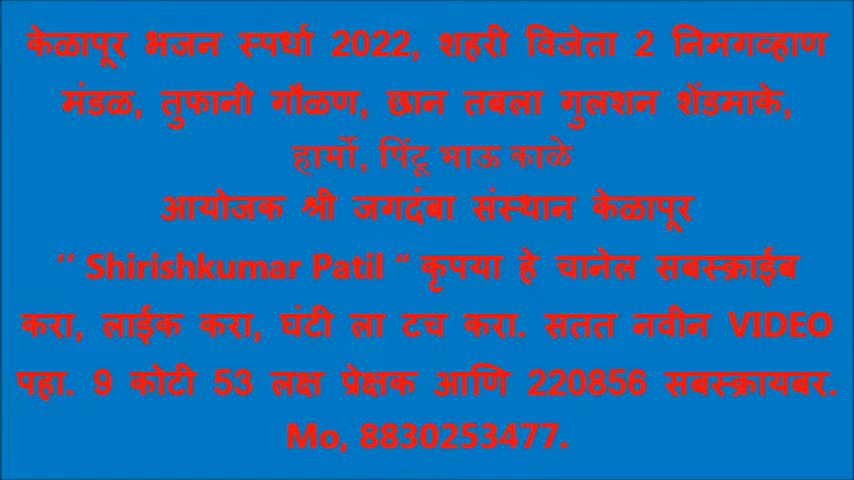 केळापूर भजन स्पर्धा 2022, शहरी विजेता 2 निमगव्हाण
मंडळ, तुफानी गौळण, छान तबला गुलशन शेंडमाके,
हार्मो, पिंटू भाऊ काळे
आयोजक श्री जगदंबा संस्थान केळापूर
‘’ Shirishkumar Patil “ कृपया हे चानेल सबस्क्राईब
करा, लाईक करा, घंटी ला टच करा. सतत नवीन VIDEO
पहा. 9 कोटी 53 लक्ष प्रेक्षक आणि 220856 सबस्क्रायबर.
Mo, 8830253477.